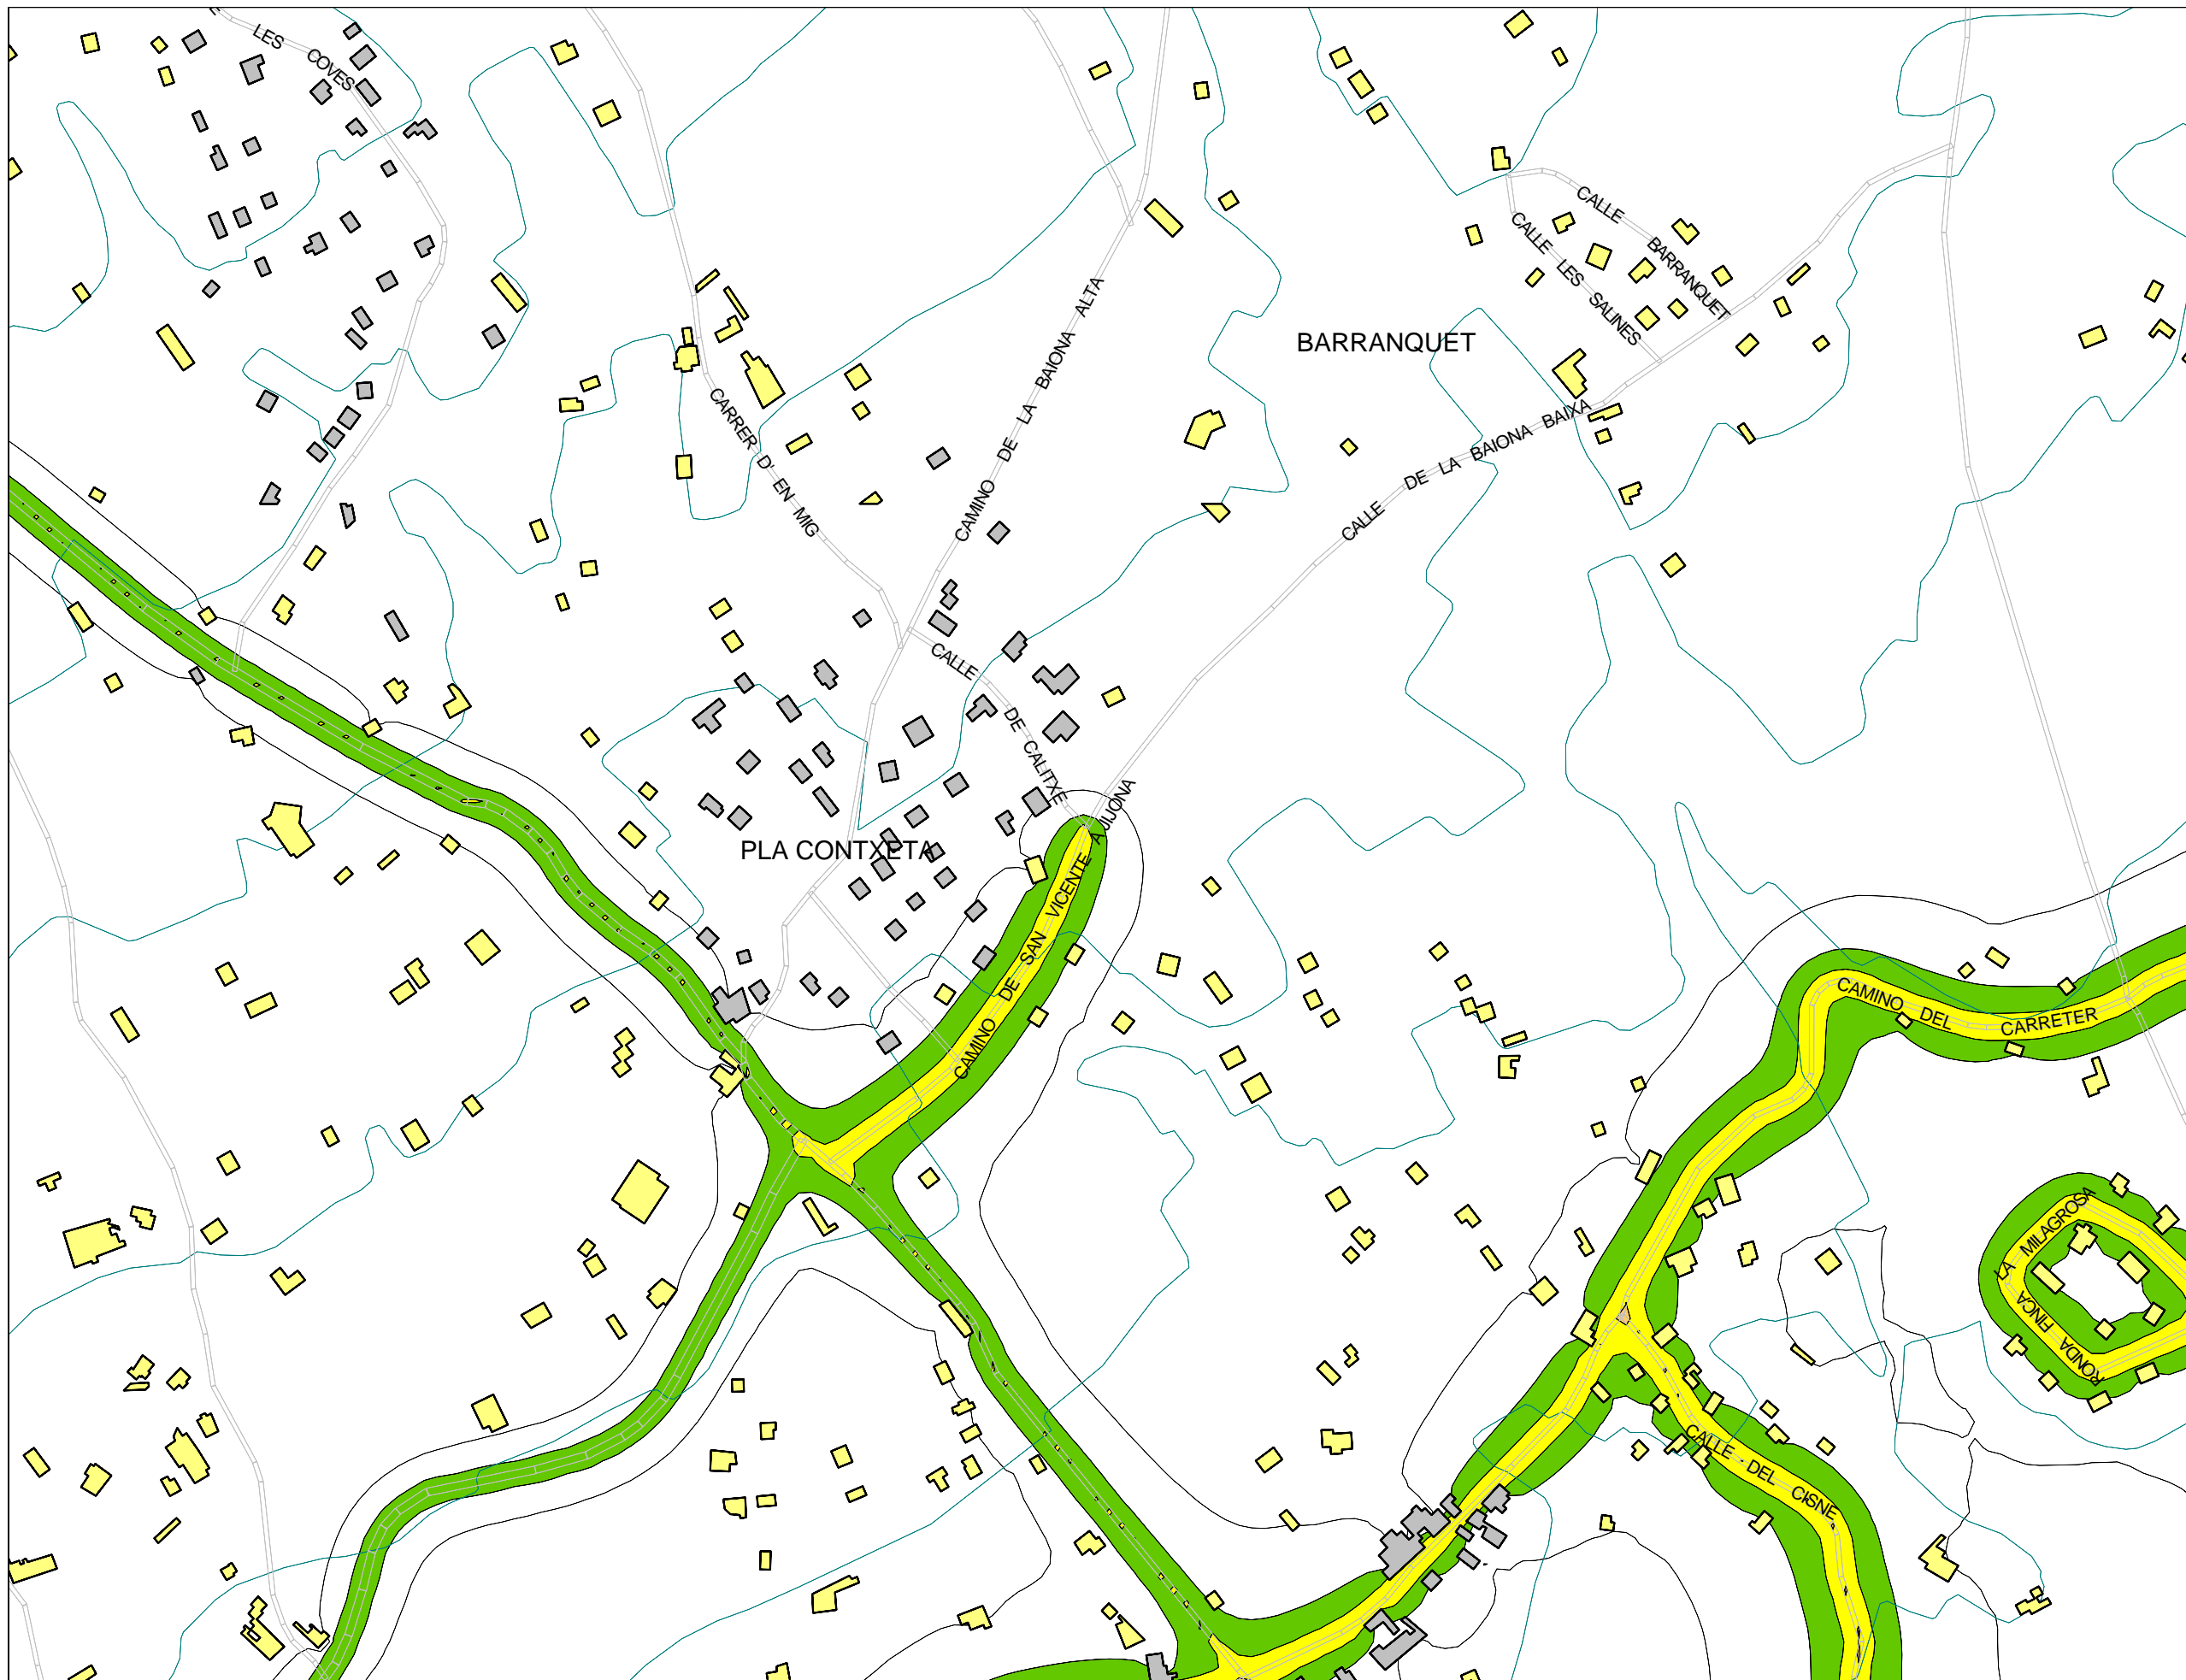 LES COVES
CALLE BARRANQUET
CALLE LES SALINES
BARRANQUET
CAMINO DE LA BAIONA ALTA
CARRER D' EN MIG
CALLE DE LA BAIONA BAIXA
CALLE DE CALITXE
PLA CONTXETA
CAMINO DE SAN VICENTE A JIJONA
CAMINO DEL CARRETER
RONDA FINCA LA MILAGROSA
CALLE DEL CISNE